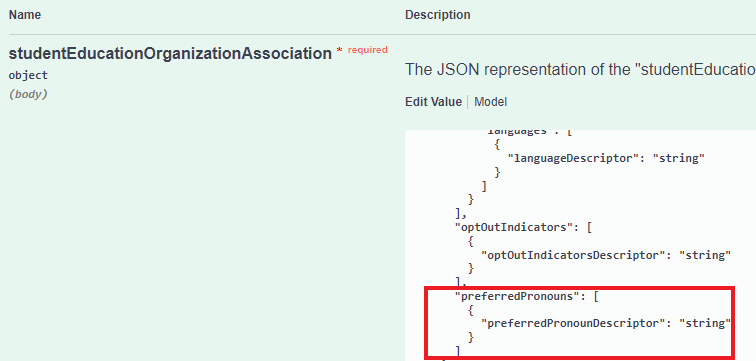 Name Description
studentEducationOrganizationAssociation * required
object
(body)
The JSON representation of the "studentEducatio
Edit Value | Model
languages": [
{
"languageDescriptor": "string"
}
]
}
],
"optOutIndicators": [
{
"optOutIndicatorsDescriptor": "string"
}
],
"preferredPronouns": [
{
"preferredPronounDescriptor": "string"
}
]